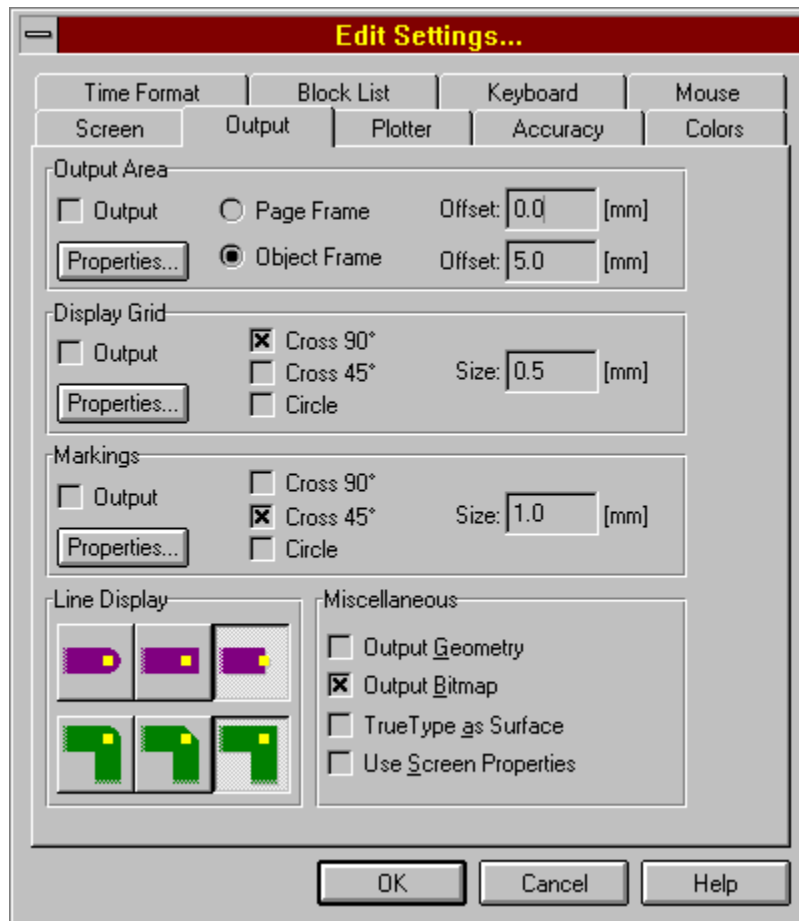 Edit Settings...
Time Format Block List Keyboard Mouse
Screen Output Plotter Accuracy Colors
Output Area
Output Page Frame Offset: 0.0 [mm]
Properties... Object Frame Offset: 5.0 [mm]
Display Grid
Output
Properties...
Cross 90°
Cross 45°
Circle
Size: 0.5 [mm]
Markings
Output
Properties...
Cross 90°
Cross 45°
Circle
Size: 1.0 [mm]
Line Display
Miscellaneous
Output Geometry
Output Bitmap
TrueType as Surface
Use Screen Properties
OK Cancel Help